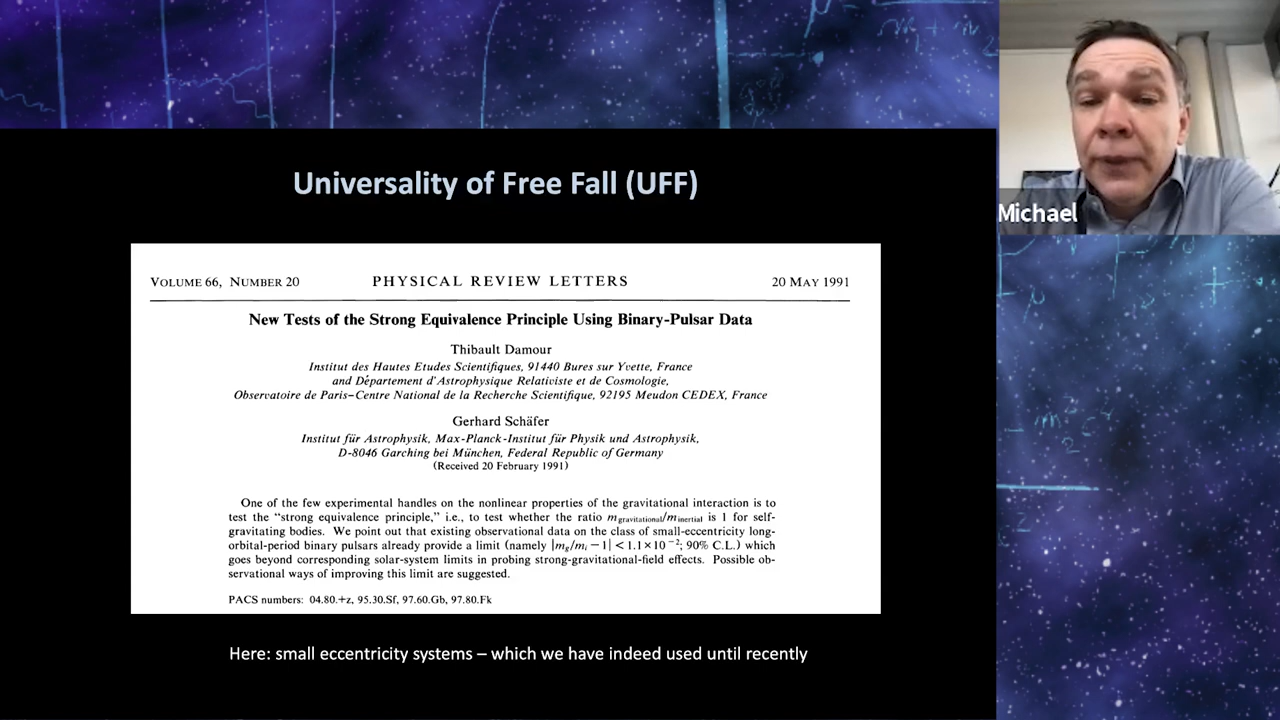 Universality of Free Fall (UFF)
VOLUME 66, NUMBER 20 PHYSICAL REVIEW LETTERS 20 MAY 1991
New Tests of the Strong Equivalence Principle Using Binary-Pulsar Data
Thibault Damour
Institut des Hautes Etudes Scientifiques, 91440 Bures sur Yvette, France
and Département d'Astrophysique Relativiste et de Cosmologie,
Observatoire de Paris–Centre National de la Recherche Scientifique, 92195 Meudon CEDEX, France
Gerhard Schäfer
Institut für Astrophysik, Max-Planck-Institut für Physik und Astrophysik,
D-8046 Garching bei München, Federal Republic of Germany
(Received 20 February 1991)
One of the few experimental handles on the nonlinear properties of the gravitational interaction is to
test the "strong equivalence principle," i.e., to test whether the ratio m_gravitational/m_inertial is 1 for self-
gravitating bodies. We point out that existing observational data on the class of small-eccentricity long-
orbital-period binary pulsars already provide a limit (namely |m_g/m_i − 1| < 1.1×10⁻²; 90% C.L.) which
goes beyond corresponding solar-system limits in probing strong-gravitational-field effects. Possible ob-
servational ways of improving this limit are suggested.
PACS numbers: 04.80.+z, 95.30.Sf, 97.60.Gb, 97.80.Fk
Here: small eccentricity systems – which we have indeed used until recently
Michael